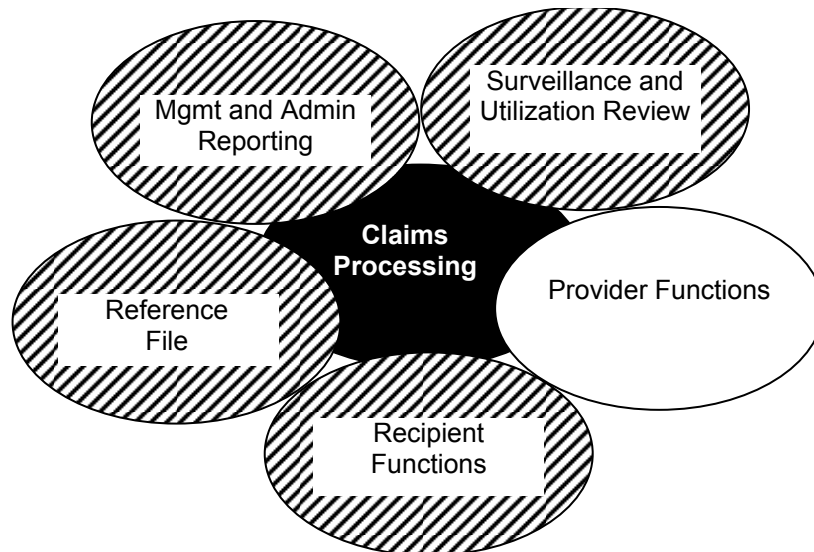 Mgmt and Admin
Reporting
Surveillance and
Utilization Review
Claims
Processing
Provider Functions
Reference
File
Recipient
Functions